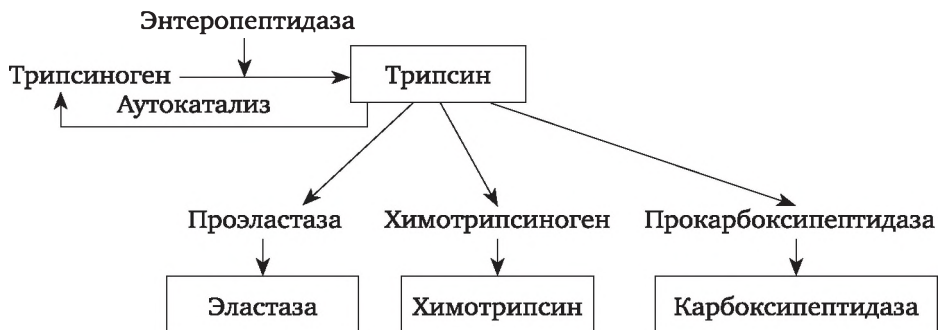 Энтеропептидаза
Трипсиноген
Трипсин
Аутокатализ
Проэластаза
Химотрипсиноген
Прокарбоксипептидаза
Эластаза
Химотрипсин
Карбоксипептидаза